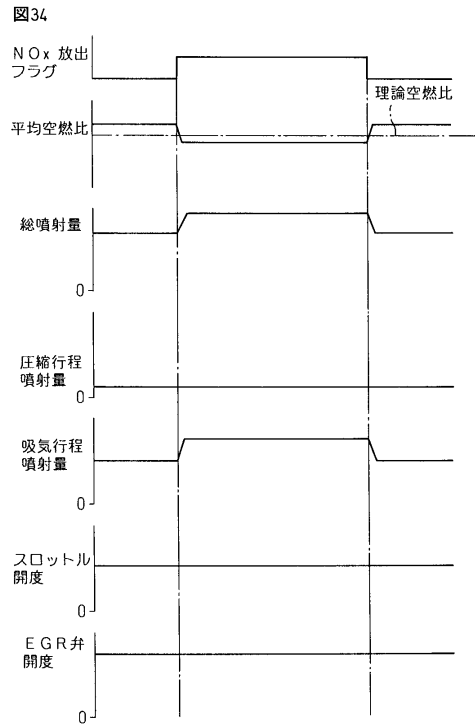 図34
NOx 放出
フラグ
理論空燃比
平均空燃比
総噴射量
0
圧縮行程
噴射量
0
吸気行程
噴射量
0
スロットル
開度
0
EGR弁
開度
0